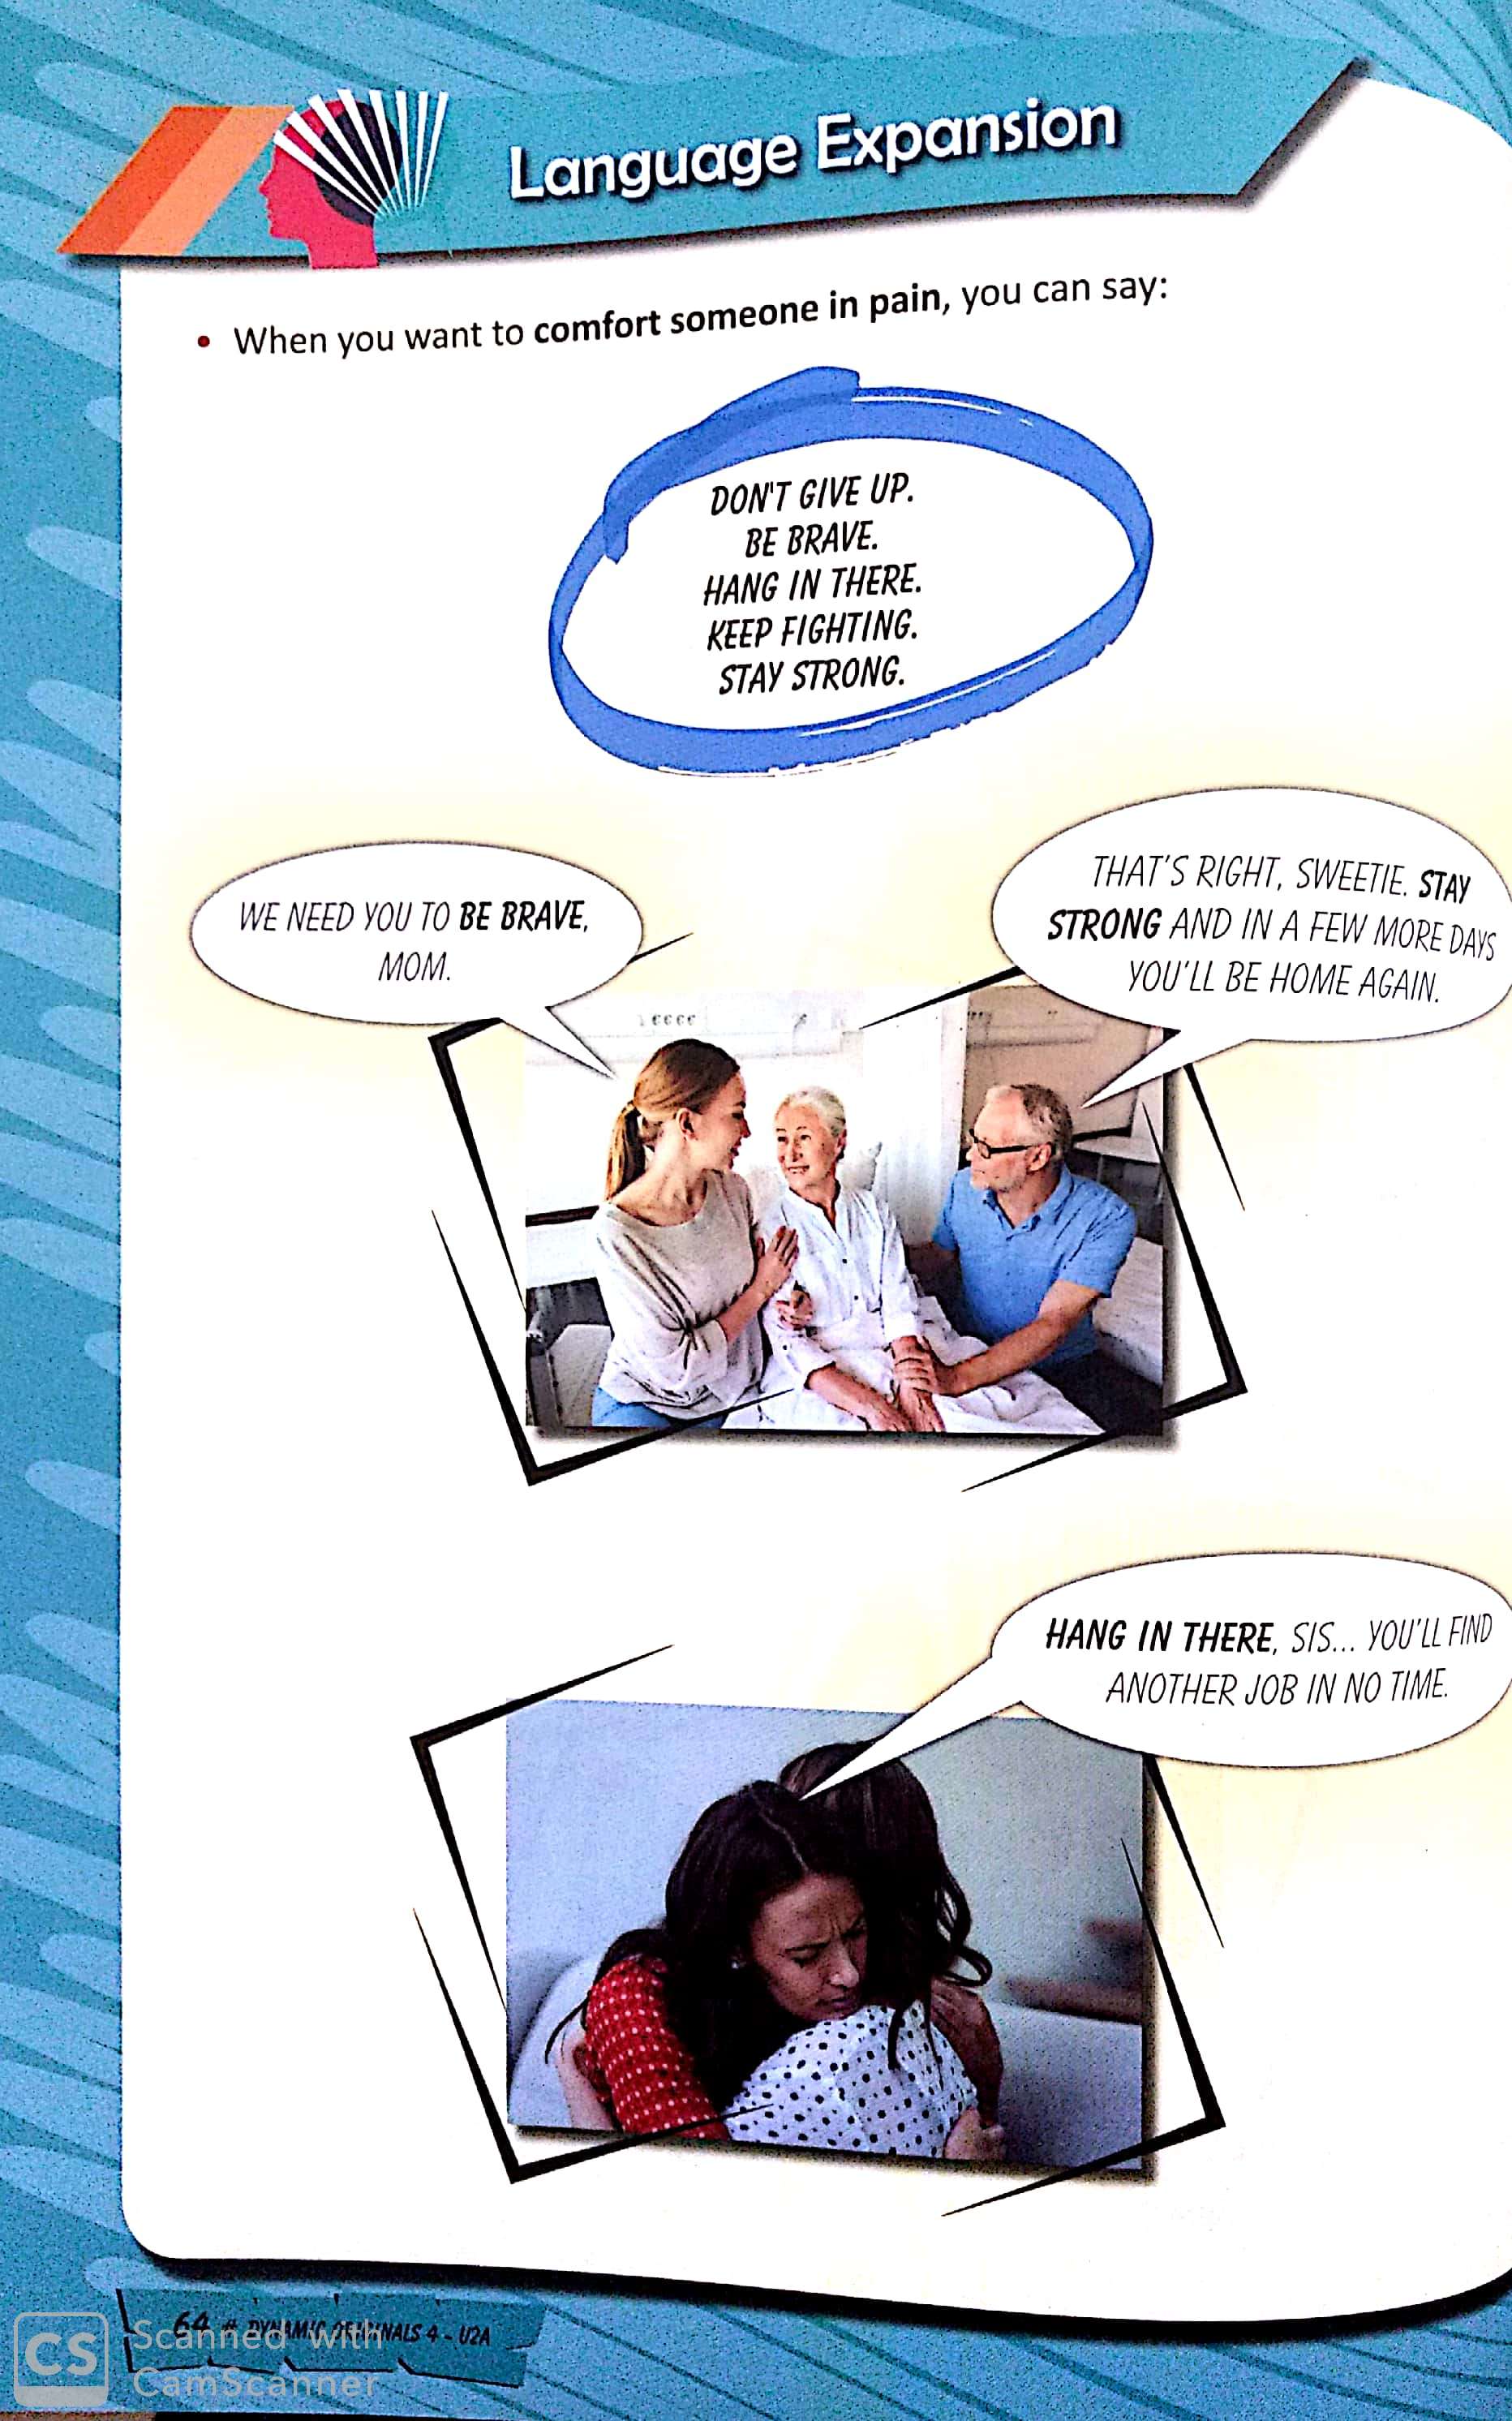 Language Expansion
• When you want to comfort someone in pain, you can say:
DON'T GIVE UP.
BE BRAVE.
HANG IN THERE.
KEEP FIGHTING.
STAY STRONG.
WE NEED YOU TO BE BRAVE,
MOM.
THAT'S RIGHT, SWEETIE. STAY
STRONG AND IN A FEW MORE DAYS
YOU'LL BE HOME AGAIN.
HANG IN THERE, SIS... YOU'LL FIND
ANOTHER JOB IN NO TIME.
64 # DYNAMIC 4 - U2A
CS Scanned with
CamScanner